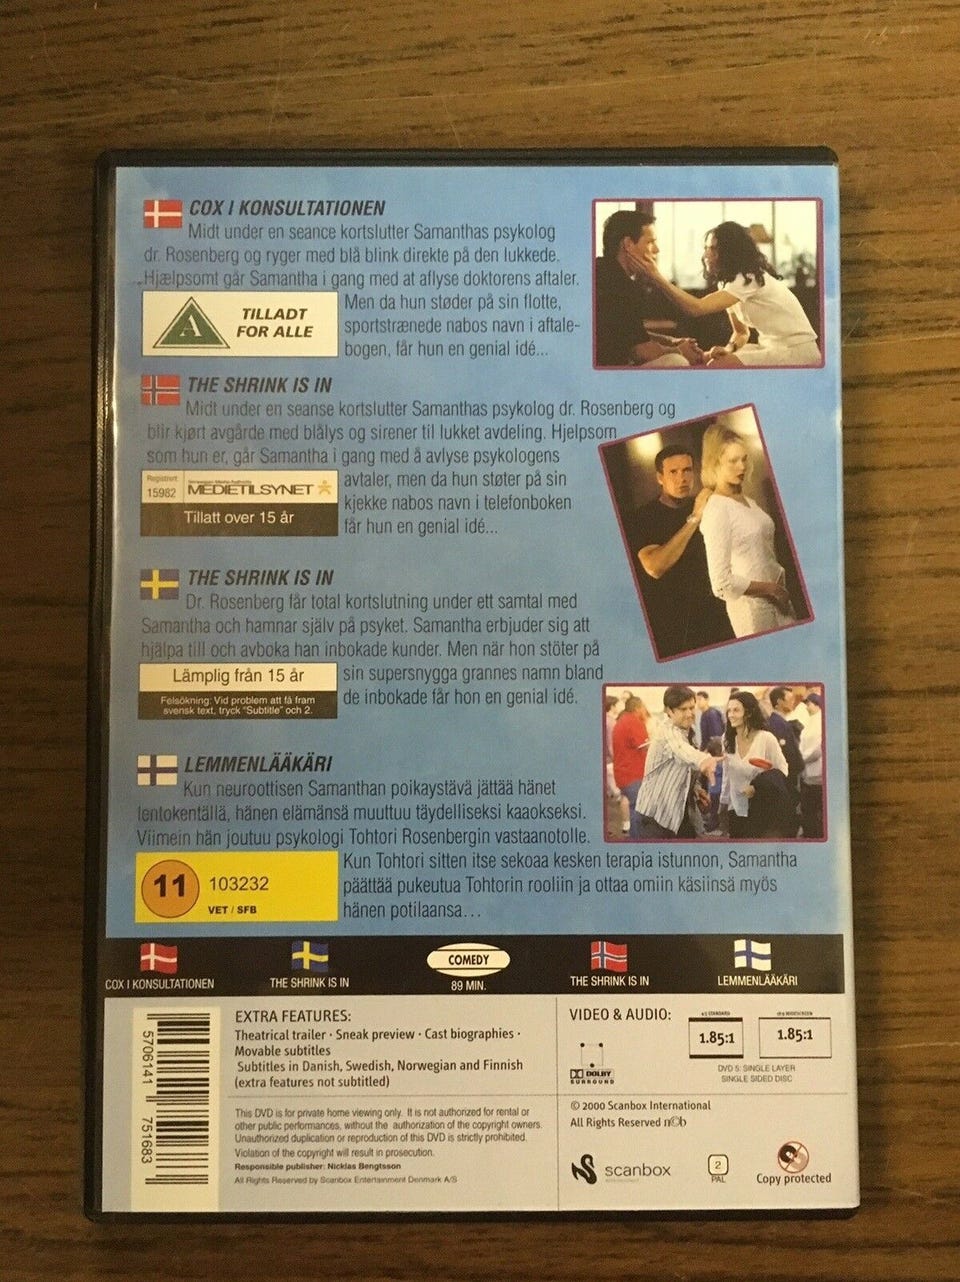 COX I KONSULTATIONEN
Midt under en seance kortslutter Samanthas psykolog
dr. Rosenberg og ryger med blå blink direkte på den lukkede.
Hjælpsomt går Samantha i gang med at aflyse doktorens aftaler.
A
TILLADT
FOR ALLE
Men da hun støder på sin flotte,
sportstrænede nabos navn i aftale-
bogen, får hun en genial idé...
THE SHRINK IS IN
Midt under en seanse kortslutter Samanthas psykolog dr. Rosenberg og
blir kjørt avgårde med blålys og sirener til lukket avdeling. Hjelpsom
som hun er, går Samantha i gang med å avlyse psykologens
Registrert
15982
MEDIETILSYNET
Tillatt over 15 år
avtaler, men da hun støter på sin
kjekke nabos navn i telefonboken
får hun en genial idé...
THE SHRINK IS IN
Dr. Rosenberg får total kortslutning under ett samtal med
Samantha och hamnar själv på psyket. Samantha erbjuder sig att
hjälpa till och avboka han inbokade kunder. Men när hon stöter på
Lämplig från 15 år
Felsökning: Vid problem att få fram
svensk text, tryck "Subtitle" och 2.
sin supersnygga grannes namn bland
de inbokade får hon en genial idé.
LEMMENLÄÄKÄRI
Kun neuroottisen Samanthan poikaystävä jättää hänet
lentokentällä, hänen elämänsä muuttuu täydelliseksi kaaokseksi.
Viimein hän joutuu psykologi Tohtori Rosenbergin vastaanotolle.
11
103232
VET / SFB
Kun Tohtori sitten itse sekoaa kesken terapia istunnon, Samantha
päättää pukeutua Tohtorin rooliin ja ottaa omiin käsiinsä myös
hänen potilaansa...
COX I KONSULTATIONEN
THE SHRINK IS IN
COMEDY
89 MIN.
THE SHRINK IS IN
LEMMENLÄÄKÄRI
5706141 751683
EXTRA FEATURES:
Theatrical trailer · Sneak preview · Cast biographies ·
Movable subtitles
Subtitles in Danish, Swedish, Norwegian and Finnish
(extra features not subtitled)
This DVD is for private home viewing only. It is not authorized for rental or
other public performances, without the authorization of the copyright owners.
Unauthorized duplication or reproduction of this DVD is strictly prohibited.
Violation of the copyright will result in prosecution.
Responsible publisher: Nicklas Bengtsson
All Rights Reserved by Scanbox Entertainment Denmark A/S
VIDEO & AUDIO:
DOLBY
SURROUND
4:3 STANDARD
1.85:1
16:9 WIDESCREEN
1.85:1
DVD 5: SINGLE LAYER
SINGLE SIDED DISC
© 2000 Scanbox International
All Rights Reserved n©b
scanbox
2
PAL
Copy protected